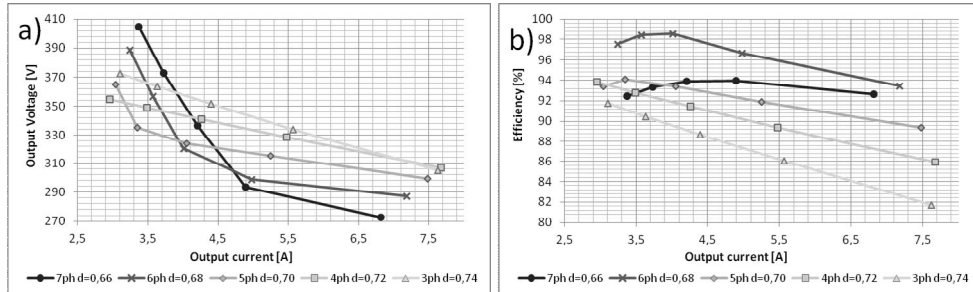 a)
Output Voltage [V]
410
390
370
350
330
310
290
270
2,5
3,5
4,5
5,5
6,5
7,5
Output current [A]
7ph d=0,66
6ph d=0,68
5ph d=0,70
4ph d=0,72
3ph d=0,74
b)
Efficiency [%]
100
98
96
94
92
90
88
86
84
82
80
2,5
3,5
4,5
5,5
6,5
7,5
Output current [A]
7ph d=0,66
6ph d=0,68
5ph d=0,70
4ph d=0,72
3ph d=0,74